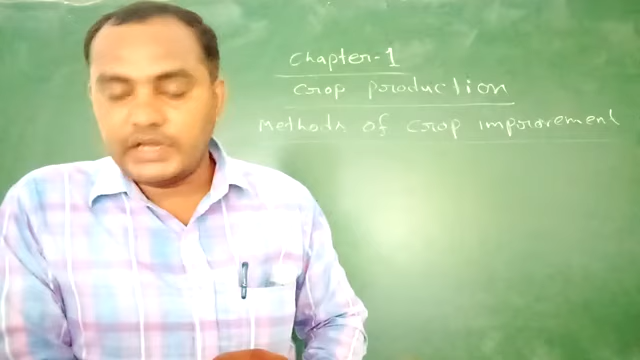 Chapter-1
Crop production
Methods of crop improvement